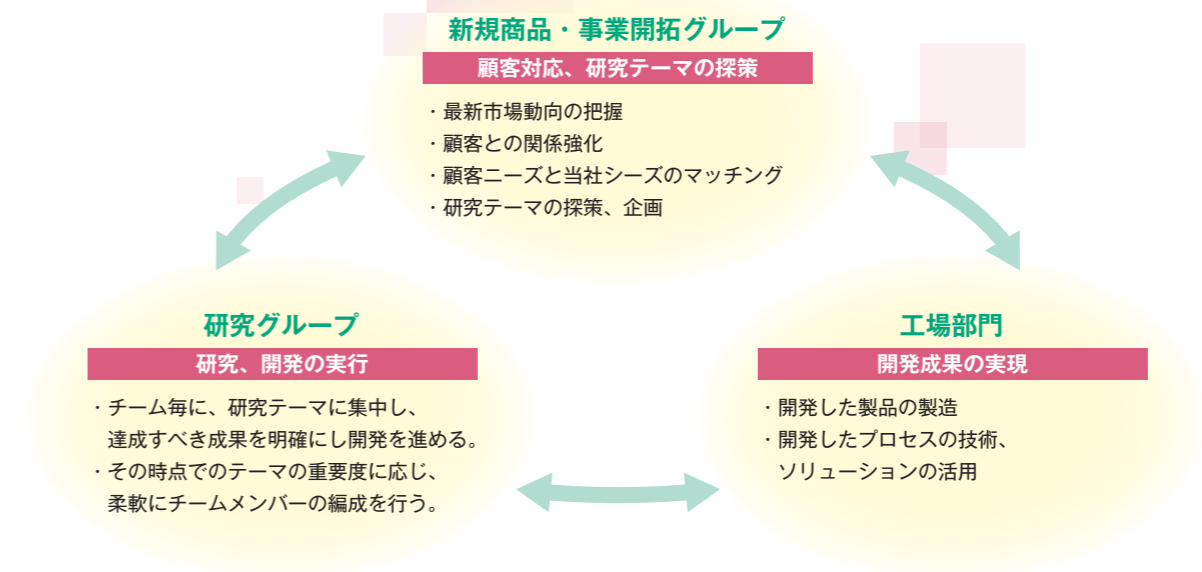 新規商品・事業開拓グループ
顧客対応、研究テーマの探策
・最新市場動向の把握
・顧客との関係強化
・顧客ニーズと当社シーズのマッチング
・研究テーマの探策、企画
研究グループ
研究、開発の実行
・チーム毎に、研究テーマに集中し、
達成すべき成果を明確にし開発を進める。
・その時点でのテーマの重要度に応じ、
柔軟にチームメンバーの編成を行う。
工場部門
開発成果の実現
・開発した製品の製造
・開発したプロセスの技術、
ソリューションの活用